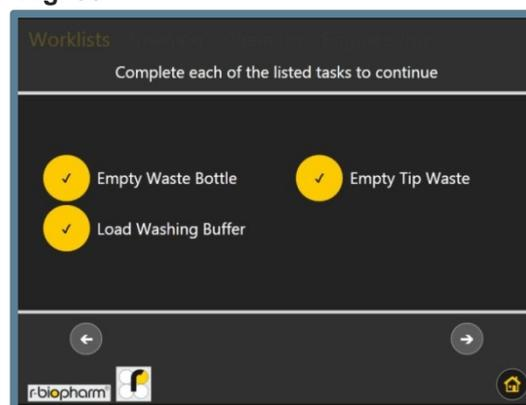 Worklists
Complete each of the listed tasks to continue
Empty Waste Bottle
Empty Tip Waste
Load Washing Buffer
r-biopharm